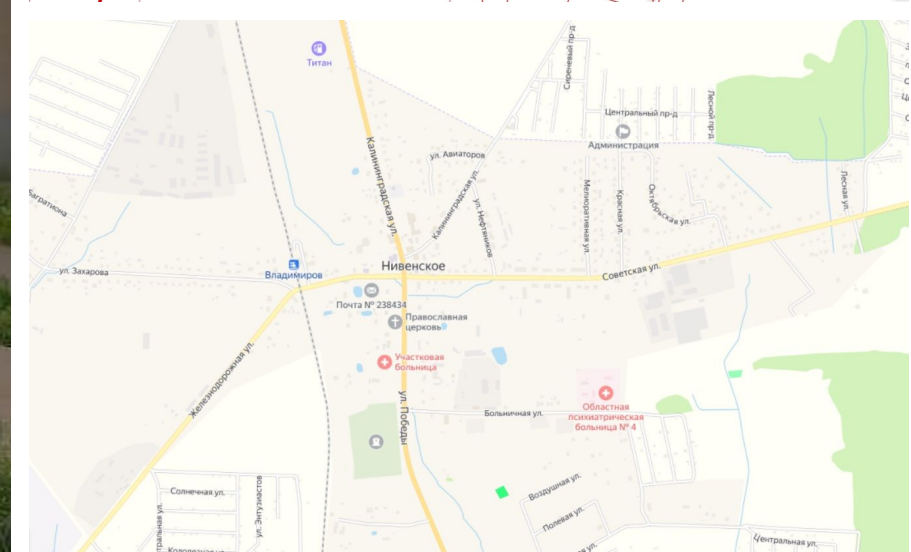 Титан
Сиреневый пр-д
Центральный пр-д
Лесной пр-д
Администрация
Калининградская ул.
ул. Авиаторов
Калининградская ул.
ул. Нефтяников
Мелиоративная ул.
Красная ул.
Октябрьская ул.
Лесная ул.
Багратиона
ул. Захарова
Владимиров
Нивенское
Советская ул.
Почта № 238434
Православная
церковь
Участковая
больница
Железнодорожная ул.
ул. Победы
Больничная ул.
Областная
психиатрическая
больница № 4
Солнечная ул.
ул. Энтузиастов
Воздушная ул.
Полевая ул.
Центральная ул.